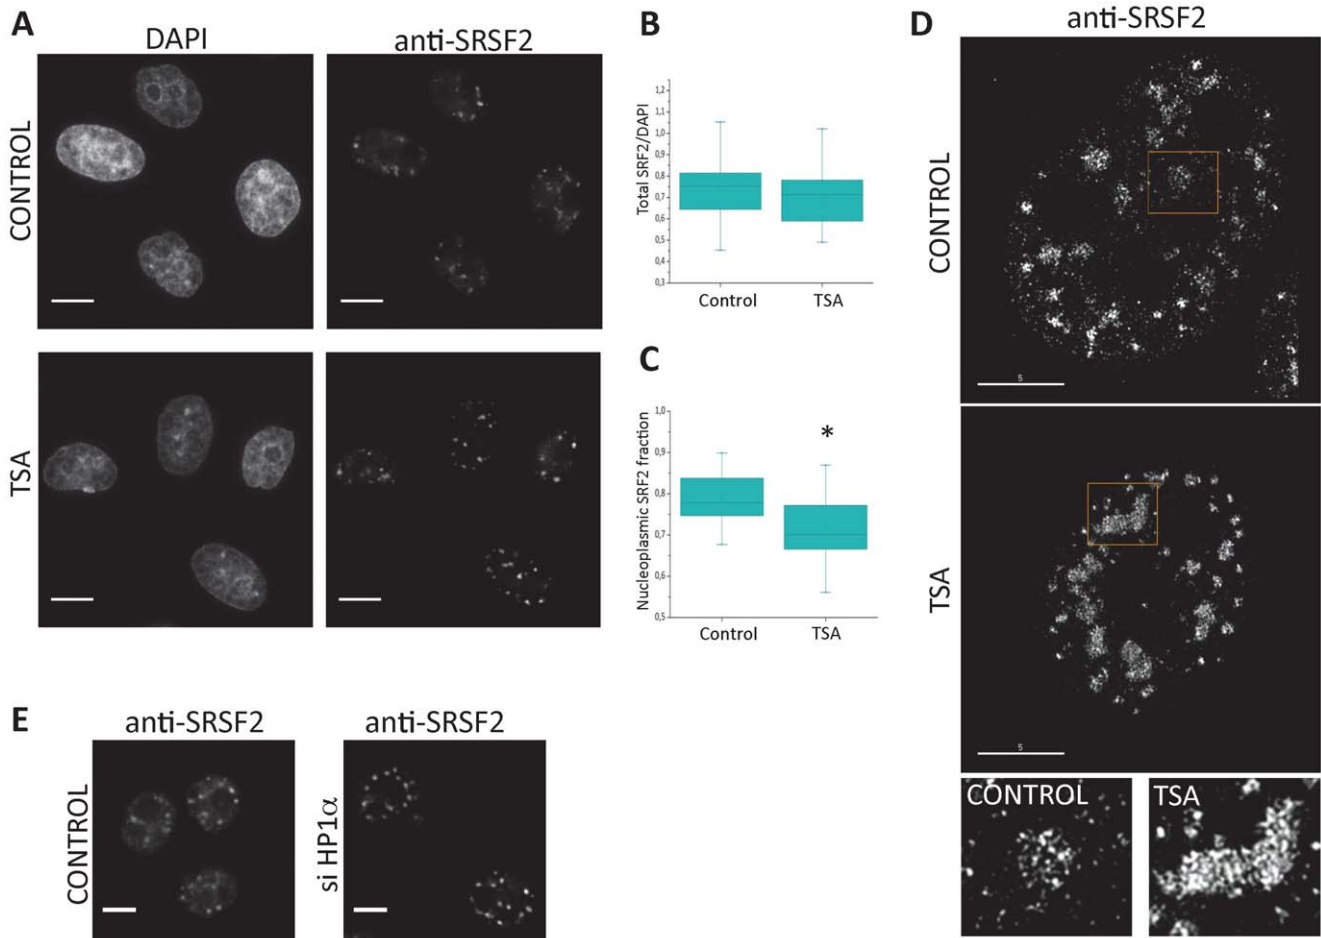 A
DAPI
anti-SRSF2
CONTROL
TSA
B
Total SRF2/DAPI
1,2
1,1
1,0
0,9
0,8
0,7
0,6
0,5
0,4
0,3
Control
TSA
C
Nucleoplasmic SRF2 fraction
1,0
0,9
0,8
0,7
0,6
0,5
Control
TSA
*
D
anti-SRSF2
CONTROL
5
TSA
5
CONTROL
TSA
E
anti-SRSF2
anti-SRSF2
CONTROL
si HP1α